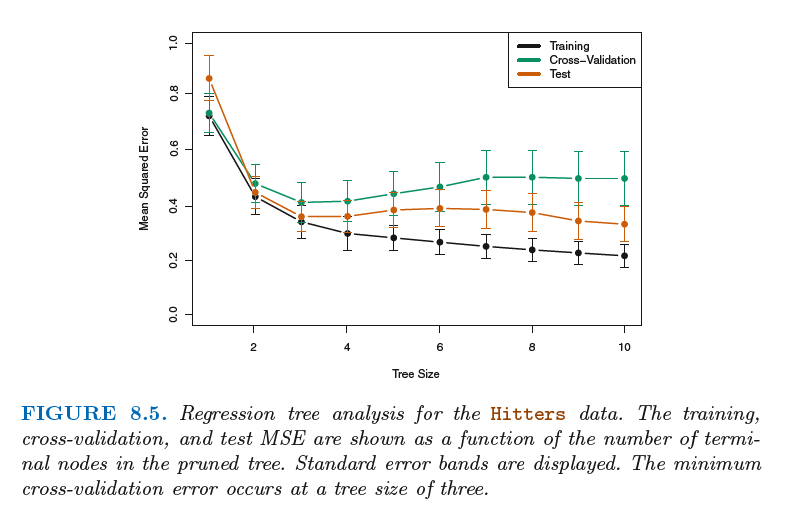 Training
Cross−Validation
Test
Mean Squared Error
1.0
0.8
0.6
0.4
0.2
0.0
2 4 6 8 10
Tree Size
FIGURE 8.5. Regression tree analysis for the Hitters data. The training,
cross-validation, and test MSE are shown as a function of the number of termi-
nal nodes in the pruned tree. Standard error bands are displayed. The minimum
cross-validation error occurs at a tree size of three.